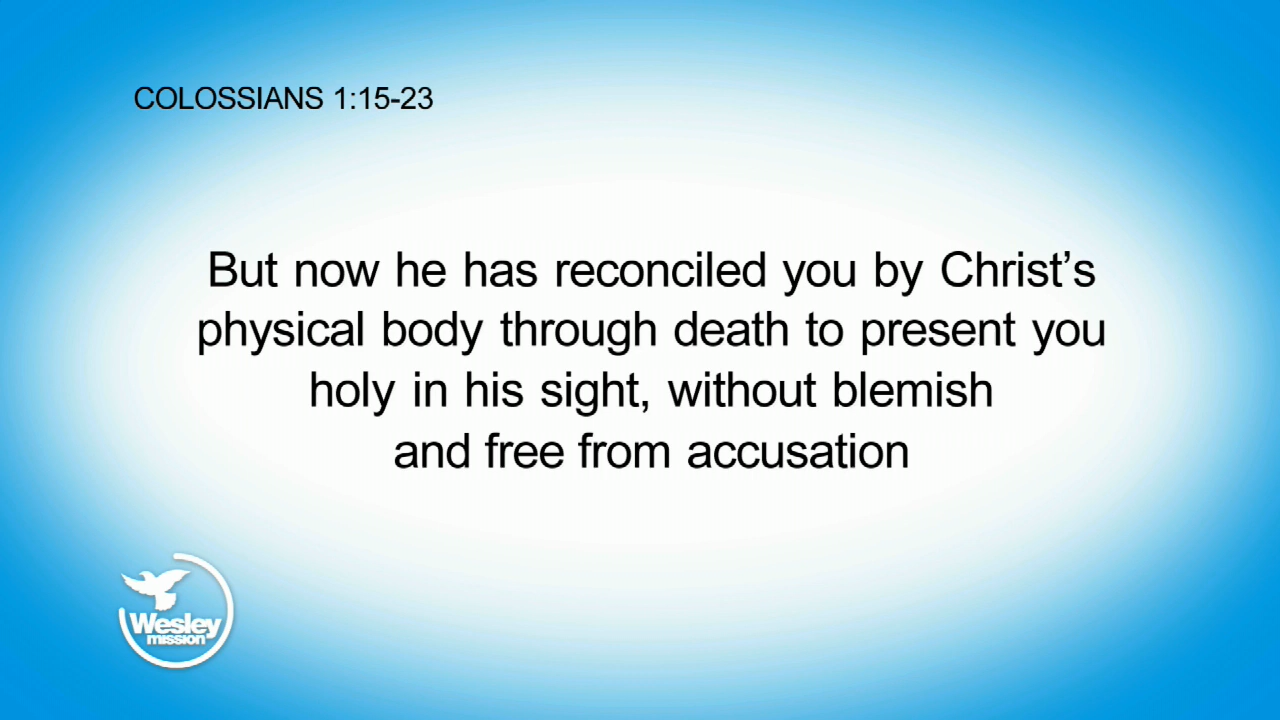 COLOSSIANS 1:15-23
But now he has reconciled you by Christ’s
physical body through death to present you
holy in his sight, without blemish
and free from accusation
Wesley
mission